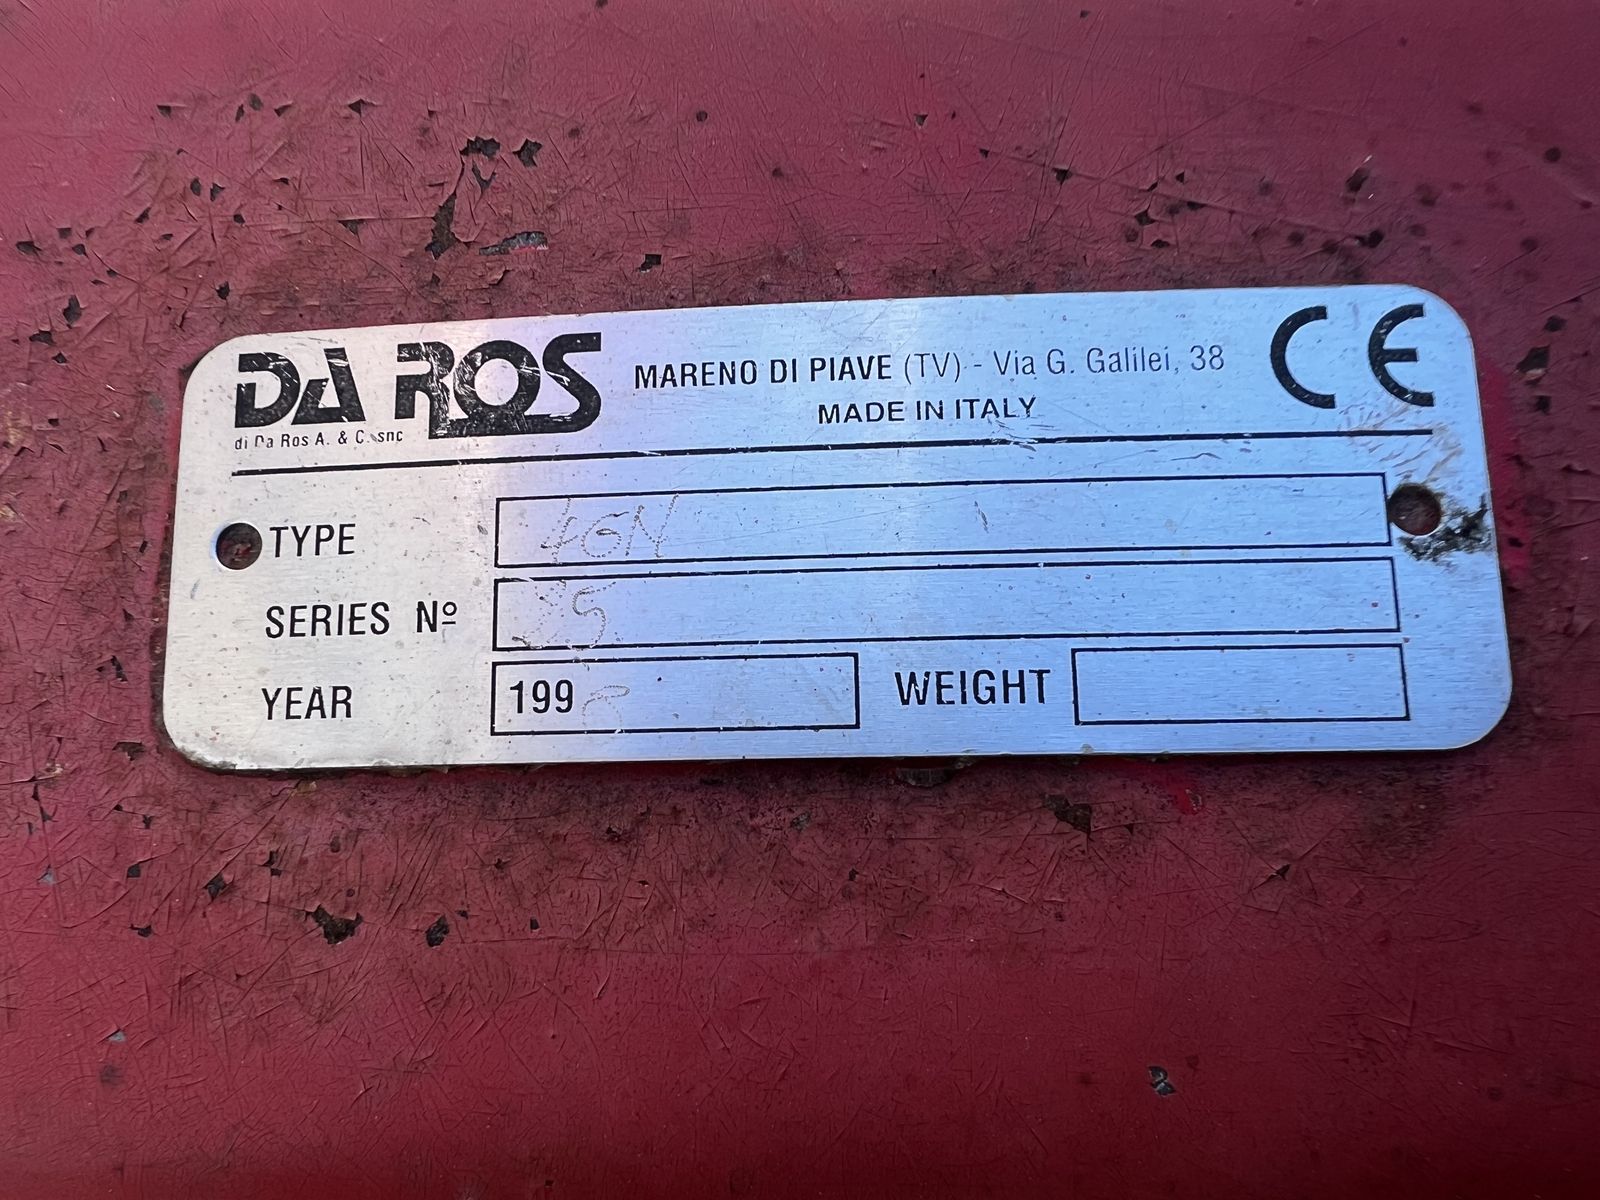 DA ROS
di Da Ros A. & C. snc
MARENO DI PIAVE (TV) - Via G. Galilei, 38
MADE IN ITALY
CE
TYPE
SERIES Nº
YEAR 199
WEIGHT